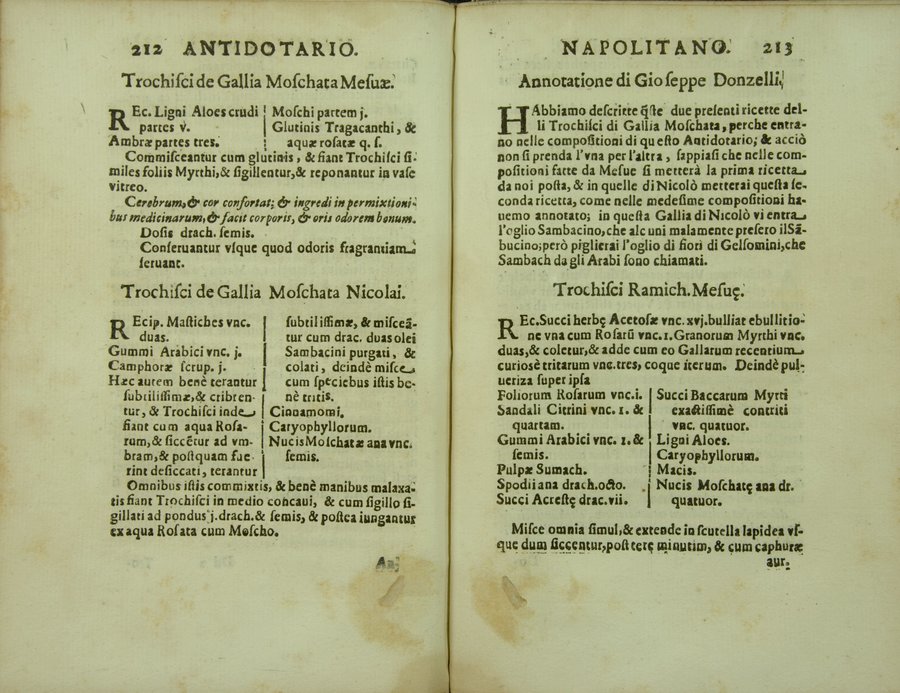 212 ANTIDOTARIO.
Trochiſci de Gallia Moſchata Meſuæ.
REc. Ligni Aloes crudi
partes v.
Ambræ partes tres.
Moſchi partem j.
Glutinis Tragacanthi, &
aquæ roſatæ q. ſ.
Commiſceantur cum glutinis, & fiant Trochiſci ſi-
miles foliis Myrthi, & ſigillentur, & reponantur in vaſe
vitreo.
Cerebrum, & cor confortat; & ingredi in permixtioni-
bus medicinarum, & facit corporis, & oris odorem bonum.
Doſis drach. ſemis.
Conſeruantur vſque quod odoris fragrantiam
ſeruant.
Trochiſci de Gallia Moſchata Nicolai.
REcip. Maſtiches vnc.
duas.
Gummi Arabici vnc. j.
Camphoræ ſcrup. j.
Hæc autem benè terantur
ſubtiliſſimæ, & cribren-
tur, & Trochiſci inde
fiant cum aqua Roſa-
rum, & ſiccẽtur ad vm-
bram, & poſtquam fue-
rint deſiccati, terantur
ſubtiliſſimæ, & miſceã-
tur cum drac. duas olei
Sambacini purgati, &
colati, deindè miſce
cum ſpeciebus iſtis be-
nè tritis.
Cinnamomi.
Caryophyllorum.
Nucis Moſchatæ ana vnc.
ſemis.
Omnibus iſtis commixtis, & benè manibus malaxa-
tis fiant Trochiſci in medio concaui, & cum ſigillo ſi-
gillati ad pondus j. drach. & ſemis, & poſtea iungantur
ex aqua Roſata cum Moſcho.
An-
NAPOLITANO. 213
Annotatione di Gioſeppe Donzelli.
HAbbiamo deſcritte q̃ſte due preſenti ricette del-
li Trochiſci di Gallia Moſchata, perche entra-
no nelle compoſitioni di queſto Antidotario; & acciò
non ſi prenda l'vna per l'altra, ſappiaſi che nelle com-
poſitioni fatte da Meſue ſi metterà la prima ricetta
da noi poſta, & in quelle di Nicolò metterai queſta ſe-
conda ricetta, come nelle medeſime compoſitioni ha-
uemo annotato; in queſta Gallia di Nicolò vi entra
l'oglio Sambacino, che alcuni malamente preſero il Sã-
bucino; però piglierai l'oglio di fiori di Gelſomini, che
Sambach dagli Arabi ſono chiamati.
Trochiſci Ramich. Meſuę.
REc. Succi herbę Acetoſæ vnc. xvj. bulliat ebullitio-
ne vna cum Roſarũ vnc. 1. Granorum Myrthi vnc.
duas, & coletur, & adde cum eo Gallarum recentium
curioſè tritarum vnc. tres, coque iterum. Deindè pul-
ueriza ſuper ipſa
Foliorum Roſarum vnc. i.
Sandali Citrini vnc. 1. &
quartam.
Gummi Arabici vnc. 1. &
ſemis.
Pulpæ Sumach.
Spodii ana drach. octo.
Succi Acreſtę drac. vii.
Succi Baccarum Myrti
exactiſſimè contriti
vnc. quatuor.
Ligni Aloes.
Caryophyllorum.
Macis.
Nucis Moſchatę ana dr.
quatuor.
Miſce omnia ſimul, & extende in ſcutella lapidea vſ-
que dum ſiccentur, poſt terę minutim, & cum caphuræ
aur.